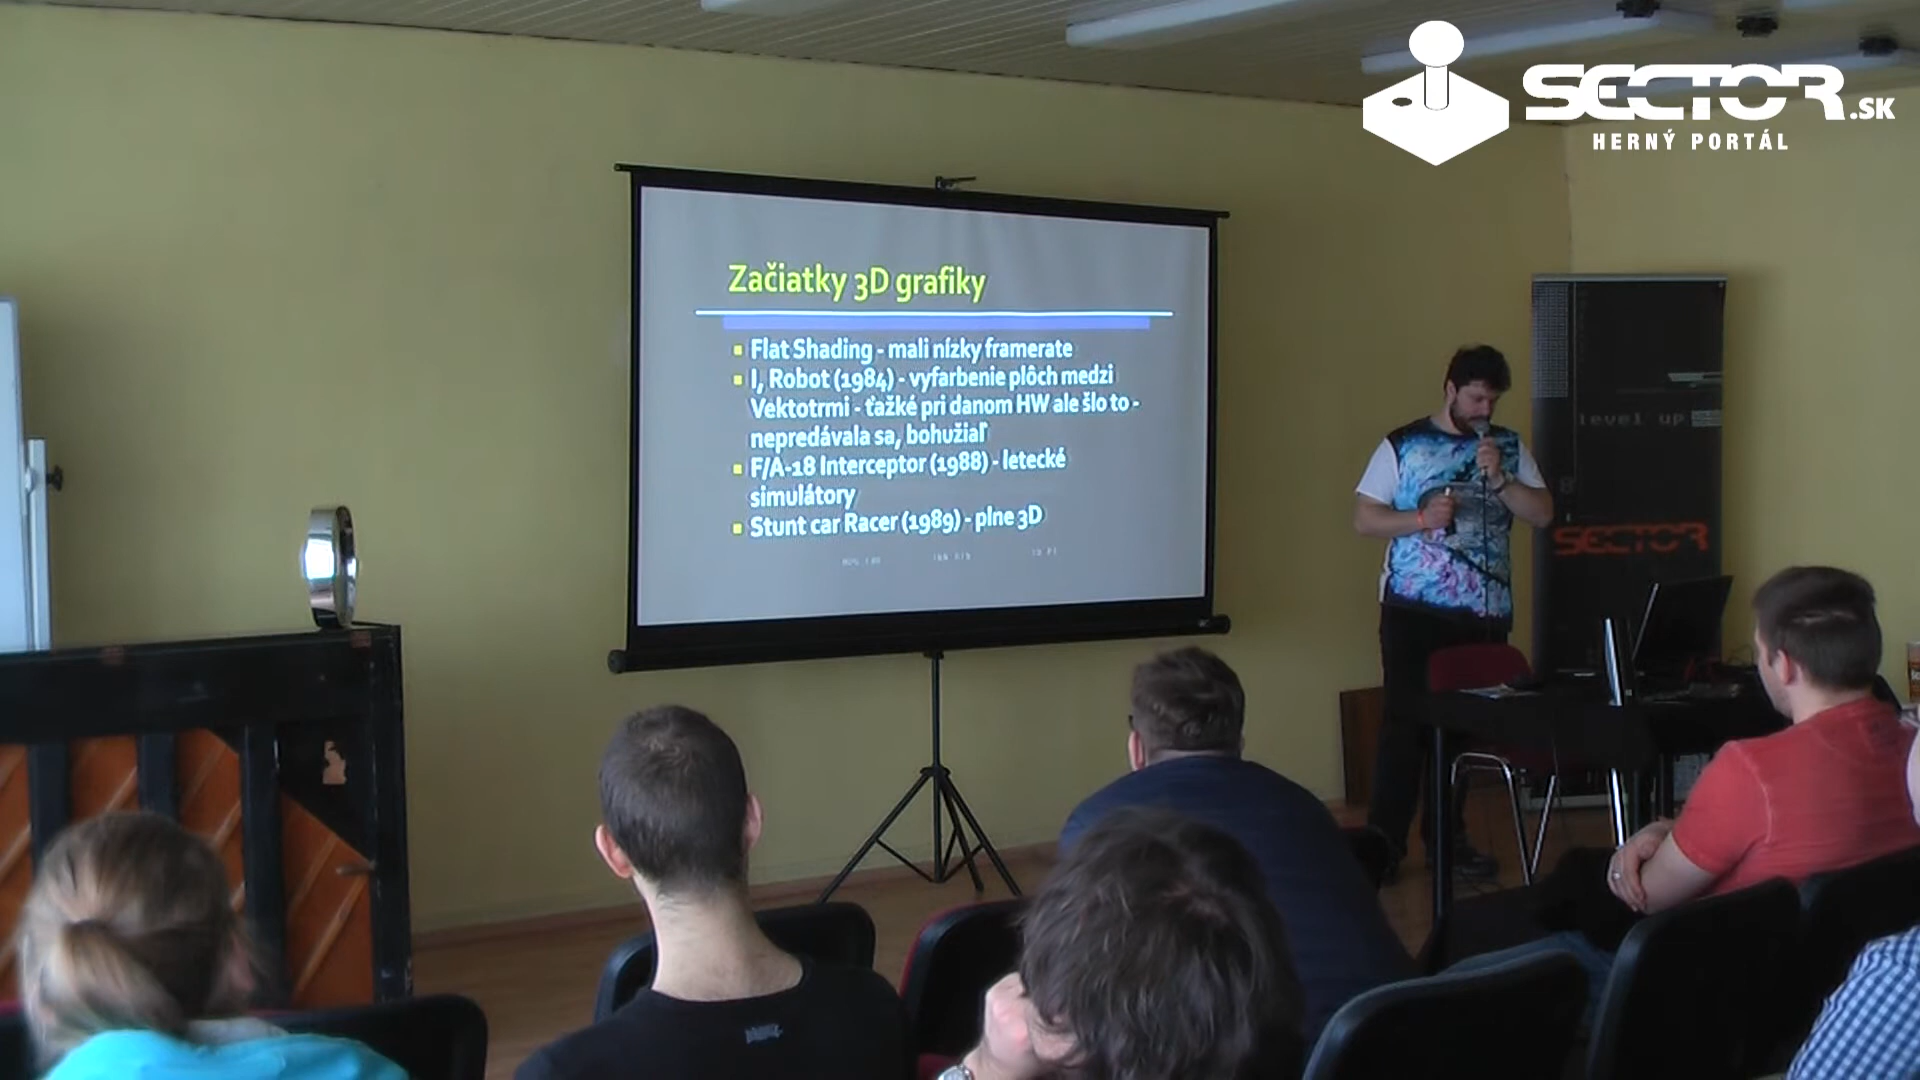 SECTOR.SK
HERNÝ PORTÁL
Začiatky 3D grafiky
Flat Shading - mali nízky framerate
I, Robot (1984) - vyfarbenie plôch medzi
Vektotrmi - ťažké pri danom HW ale šlo to -
nepredávala sa, bohužiaľ
F/A-18 Interceptor (1988) - letecké
simulátory
Stunt car Racer (1989) - plne 3D
level up
SECTOR